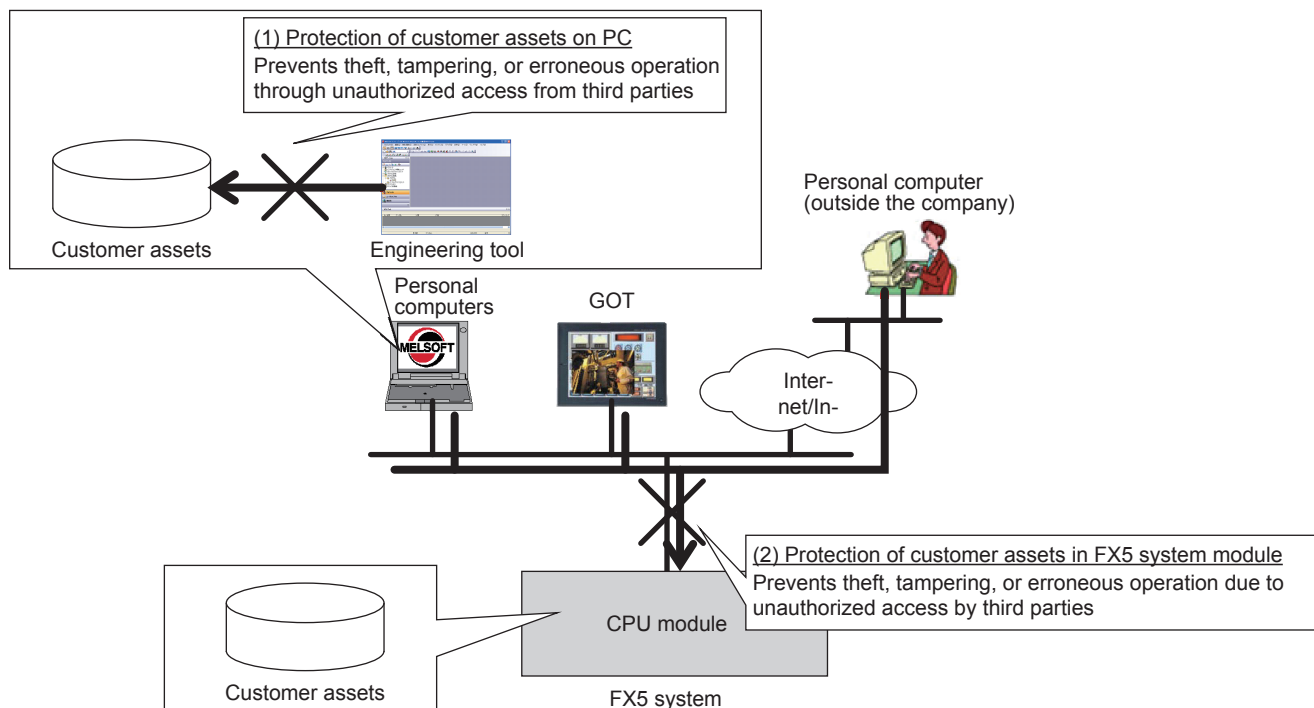 (1) Protection of customer assets on PC
Prevents theft, tampering, or erroneous operation
through unauthorized access from third parties
Customer assets
Engineering tool
Personal computer
(outside the company)
Personal
computers
MELSOFT
GOT
Inter-
net/In-
(2) Protection of customer assets in FX5 system module
Prevents theft, tampering, or erroneous operation due to
unauthorized access by third parties
CPU module
Customer assets
FX5 system